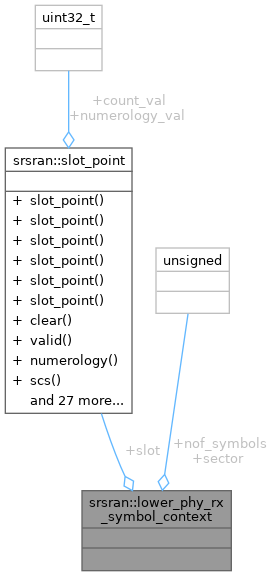 uint32_t
+count_val
+numerology_val
srsran::slot_point
+ slot_point()
+ slot_point()
+ slot_point()
+ slot_point()
+ slot_point()
+ slot_point()
+ clear()
+ valid()
+ numerology()
+ scs()
and 27 more...
unsigned
+slot
+nof_symbols
+sector
srsran::lower_phy_rx
_symbol_context